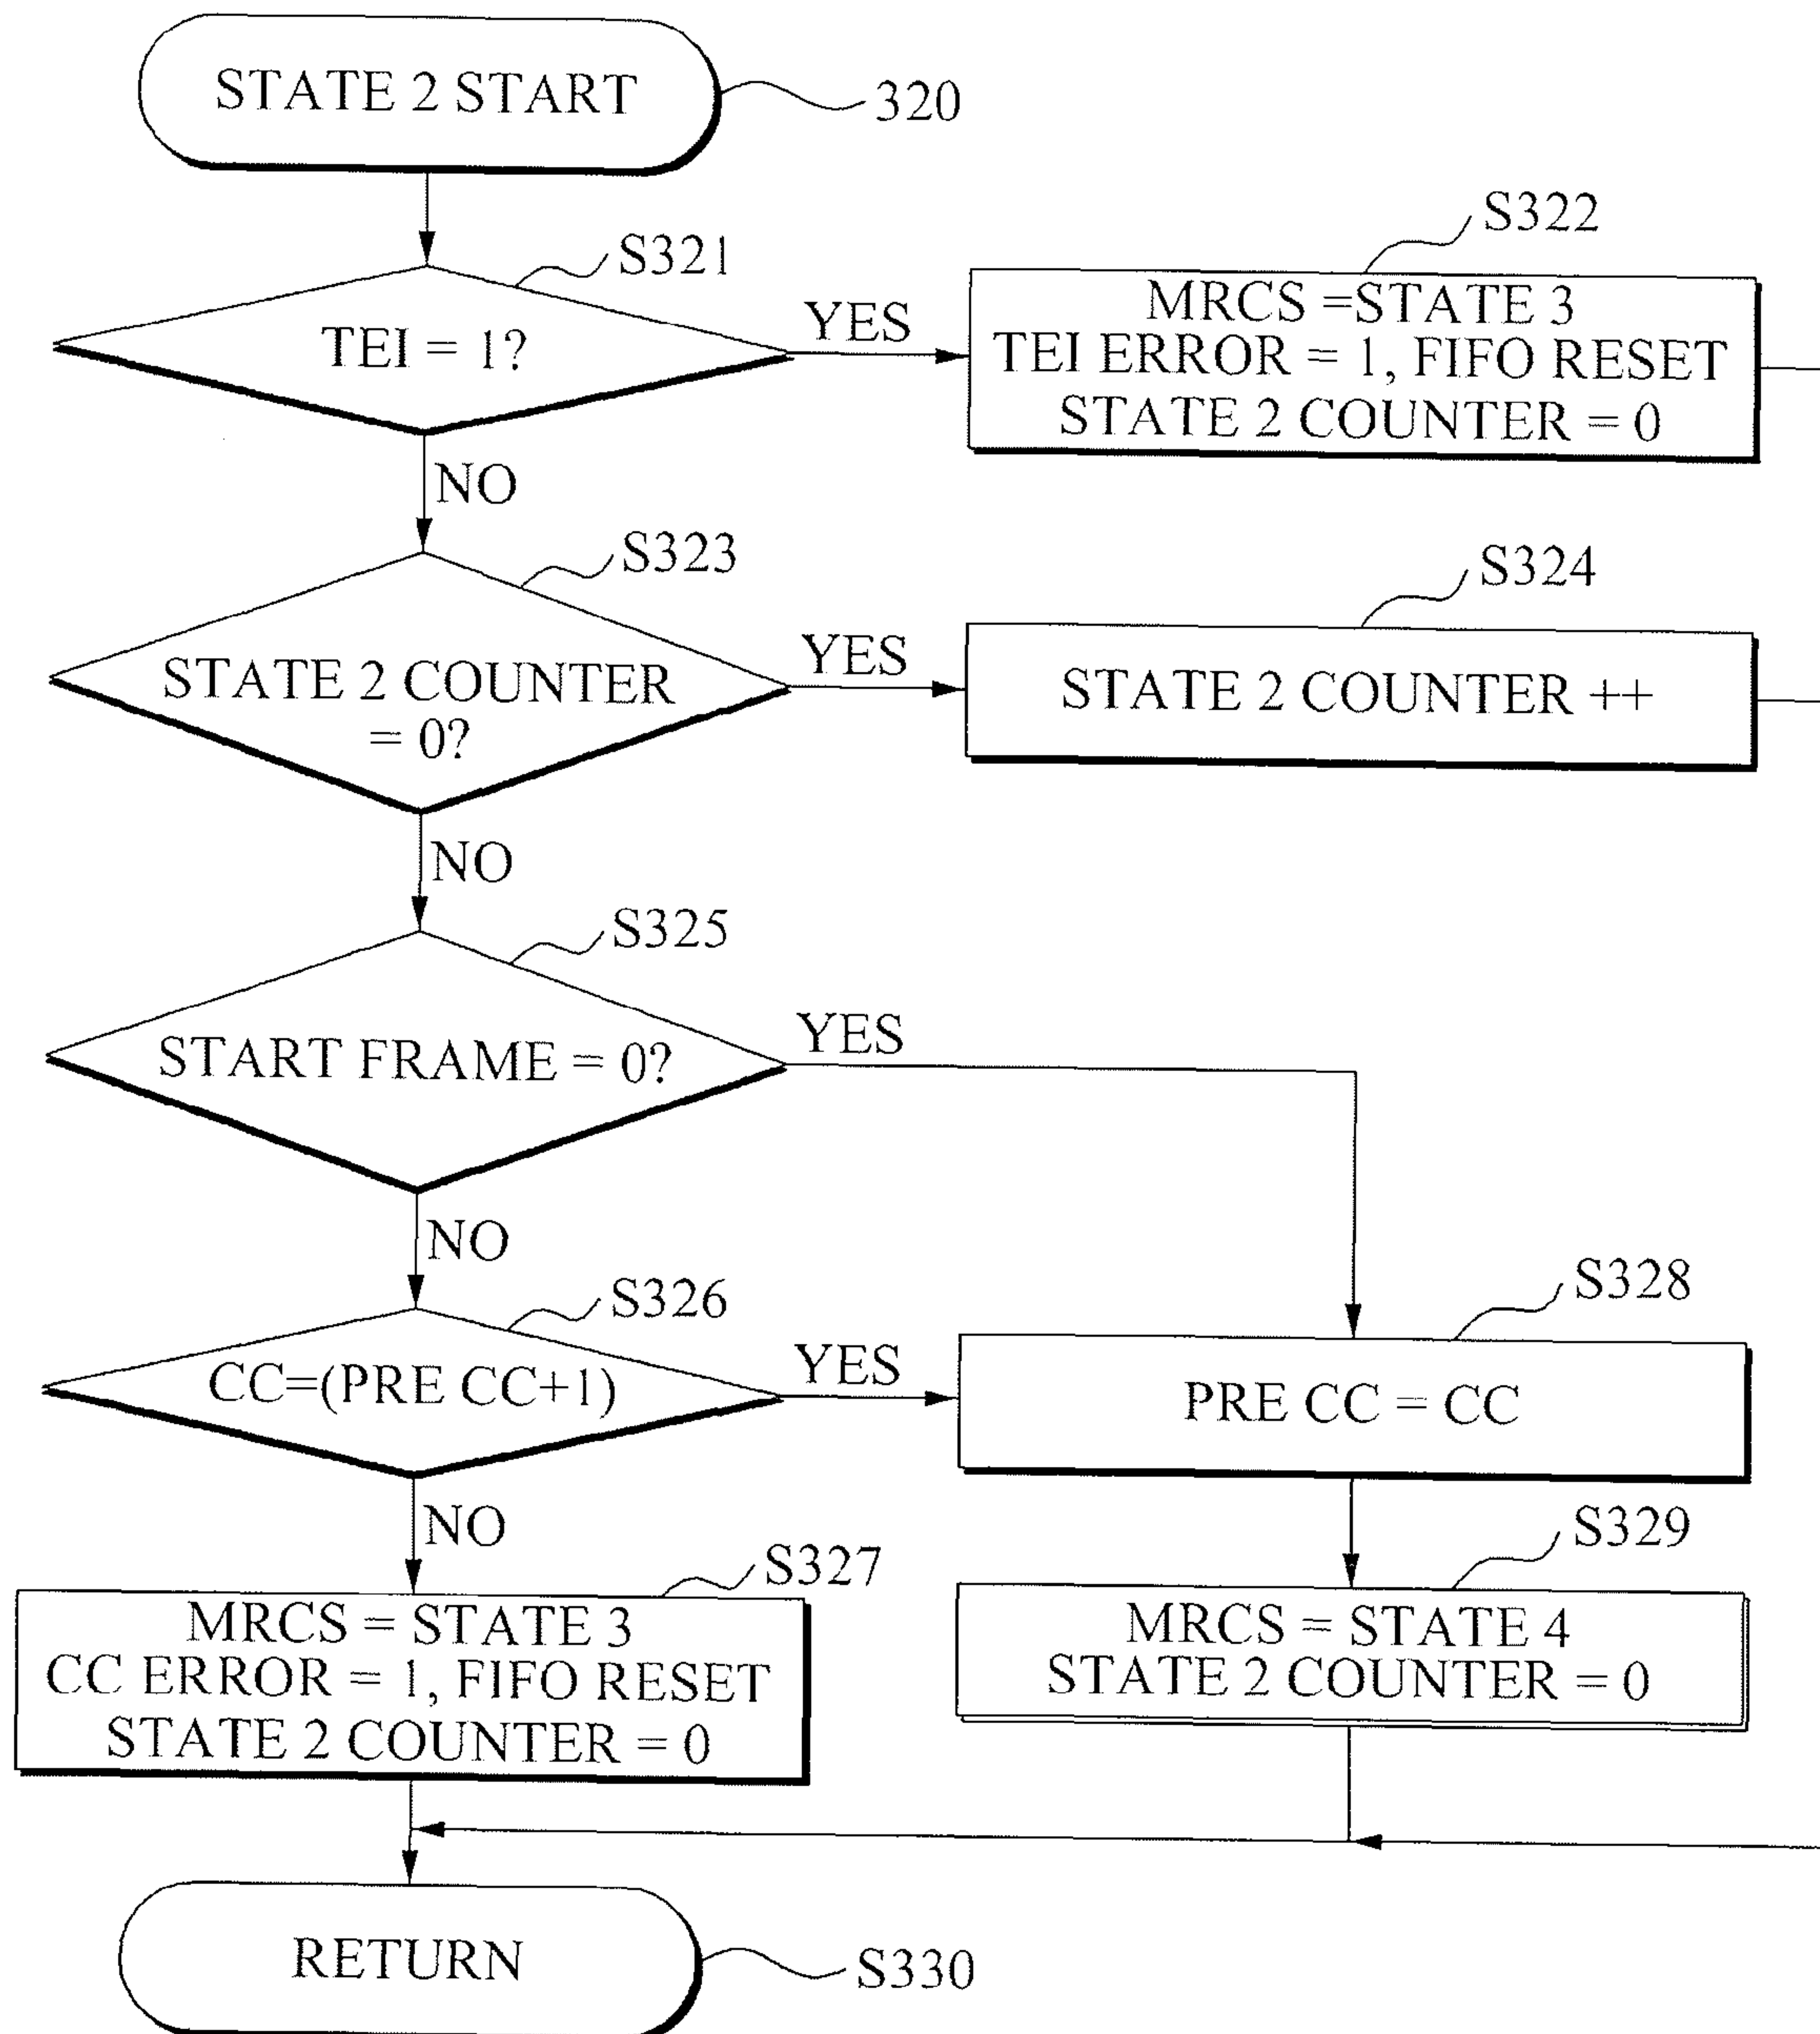 STATE 2 START
320
S321
TEI = 1?
YES
S322
MRCS =STATE 3
TEI ERROR = 1, FIFO RESET
STATE 2 COUNTER = 0
NO
S323
STATE 2 COUNTER
= 0?
YES
S324
STATE 2 COUNTER ++
NO
S325
START FRAME = 0?
YES
NO
S326
CC=(PRE CC+1)
YES
S328
PRE CC = CC
NO
S327
MRCS = STATE 3
CC ERROR = 1, FIFO RESET
STATE 2 COUNTER = 0
S329
MRCS = STATE 4
STATE 2 COUNTER = 0
RETURN
S330